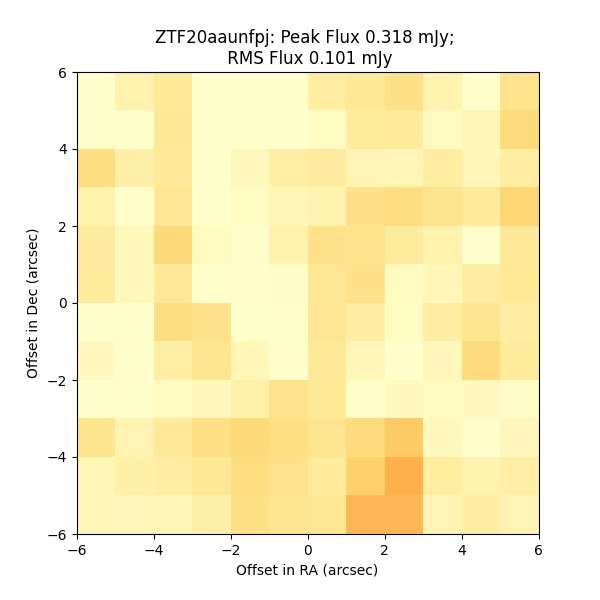 ZTF20aaunfpj: Peak Flux 0.318 mJy;
RMS Flux 0.101 mJy
6
4
2
0
−2
−4
−6
Offset in Dec (arcsec)
−6 −4 −2 0 2 4 6
Offset in RA (arcsec)